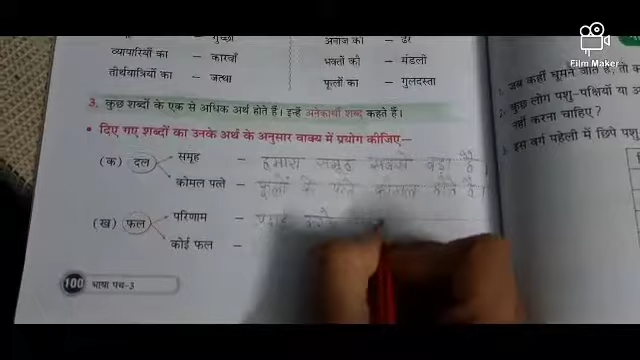 गुच्छा
व्यापारियों का – कारवाँ
तीर्थयात्रियों का – जत्था
अनाज का – ढेर
भक्तों की – मंडली
फूलों का – गुलदस्ता
3. कुछ शब्दों के एक से अधिक अर्थ होते हैं। इन्हें अनेकार्थी शब्द कहते हैं।
• दिए गए शब्दों का उनके अर्थ के अनुसार वाक्य में प्रयोग कीजिए–
(क) दल समूह – हमारा समूह सबसे बड़ा है।
कोमल पत्ते – फूलों के पत्ते कोमल होते हैं।
(ख) फल परिणाम –
कोई फल –
100 भाषा पथ-3
जब कहीं घूमने जाते हैं, तो
2. कुछ लोग पशु-पक्षियों या
नहीं करना चाहिए?
इस वर्ग पहेली में छिपे पशु
Film Maker